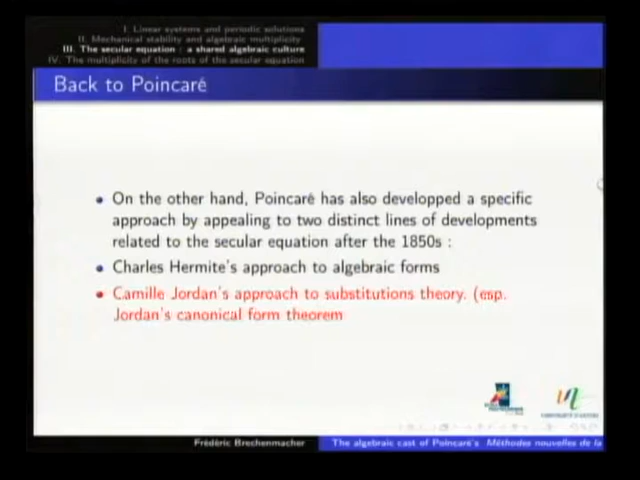 I. Linear systems and periodic solutions
II. Mechanical stability and algebraic multiplicity
III. The secular equation : a shared algebraic culture
IV. The multiplicity of the roots of the secular equation
Back to Poincaré
On the other hand, Poincaré has also developped a specific
approach by appealing to two distinct lines of developments
related to the secular equation after the 1850s :
Charles Hermite's approach to algebraic forms
Camille Jordan's approach to substitutions theory. (esp.
Jordan's canonical form theorem
Frédéric Brechenmacher
The algebraic cast of Poincaré's Méthodes nouvelles de la